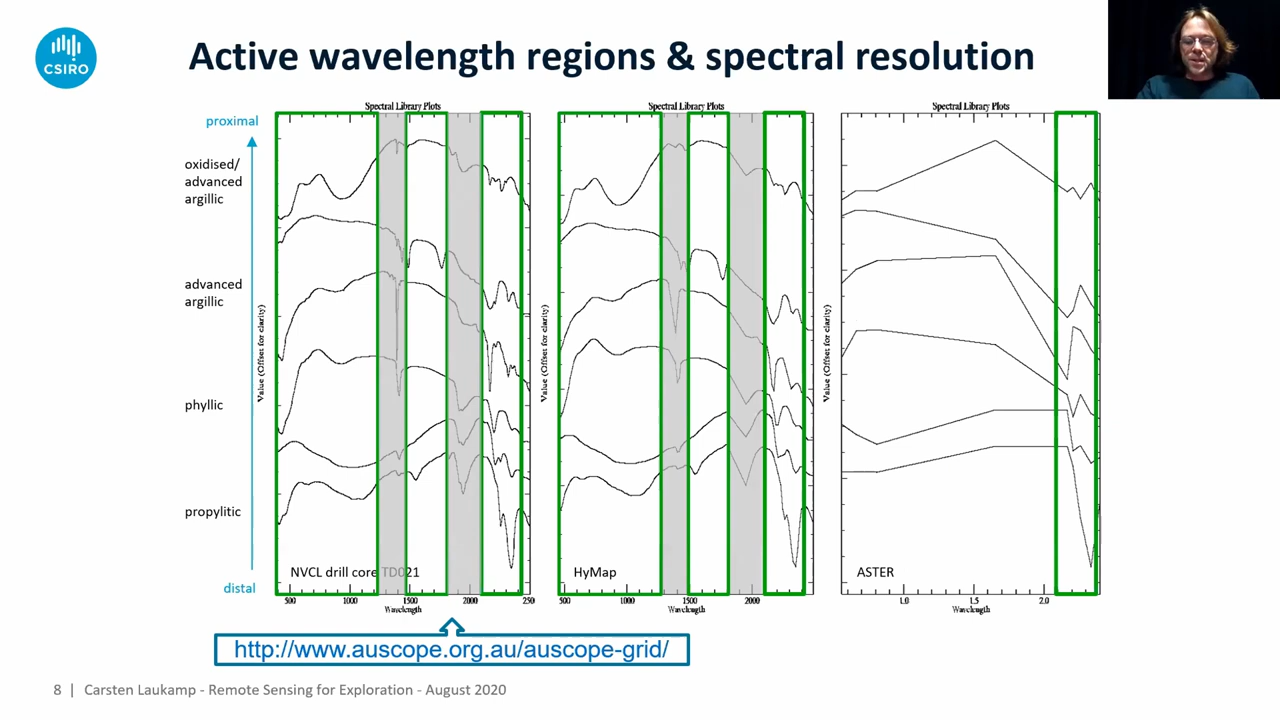 CSIRO
Active wavelength regions & spectral resolution
proximal
oxidised/
advanced
argillic
advanced
argillic
phyllic
propylitic
distal
Spectral Library Plots
Value (Offset for clarity)
NVCL drill core TD021
500 1000 1500 2000 250
Wavelength
Spectral Library Plots
Value (Offset for clarity)
HyMap
500 1000 1500 2000
Wavelength
Spectral Library Plots
Value (Offset for clarity)
ASTER
1.0 1.5 2.0
Wavelength
http://www.auscope.org.au/auscope-grid/
8 | Carsten Laukamp - Remote Sensing for Exploration - August 2020